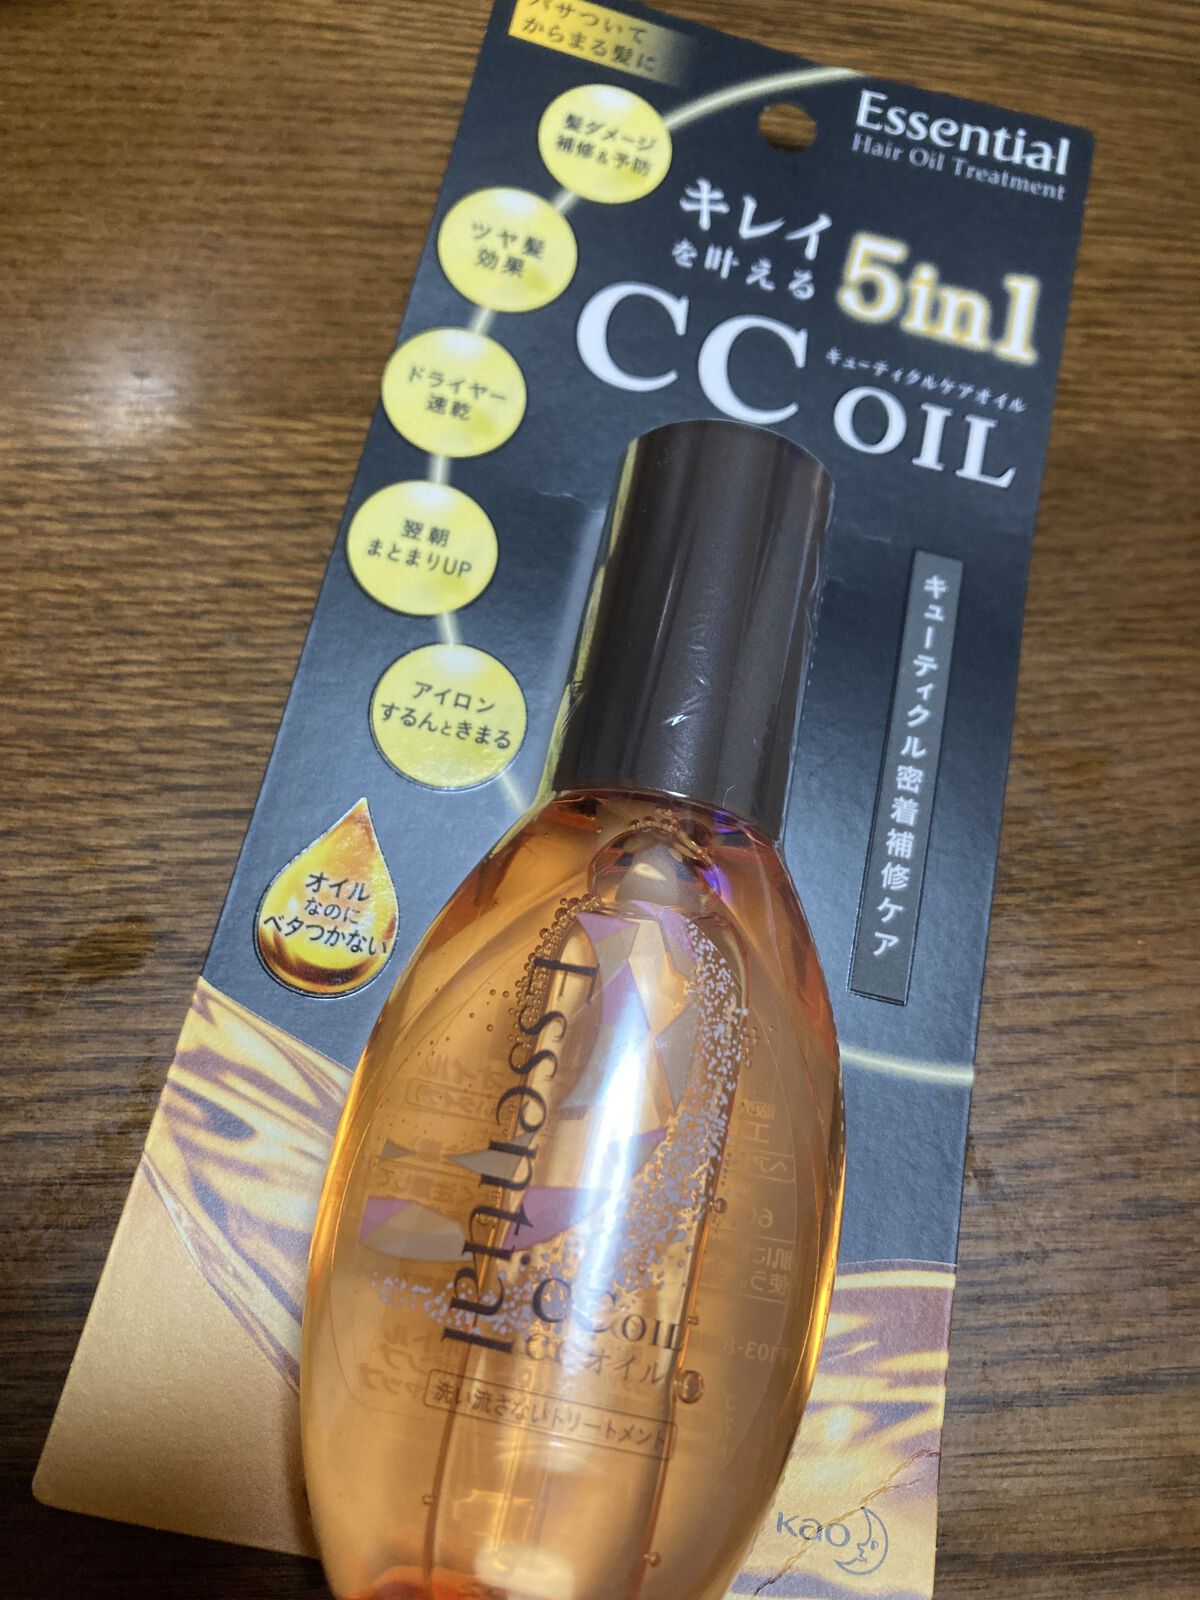 パサついて
からまる髪に
Essential
Hair Oil Treatment
髪ダメージ
補修&予防
キレイ
を叶える
5in1
ツヤ髪
効果
CC OIL
キューティクルケアオイル
ドライヤー
速乾
翌朝
まとまりUP
アイロン
するんときまる
キューティクル密着補修ケア
オイル
なのに
ベタつかない
Essential
CC OIL
CCオイル
洗い流さないトリートメント
Kao